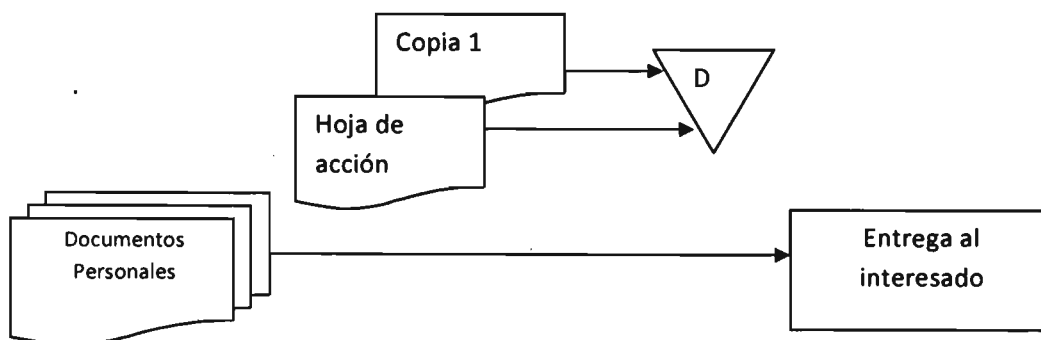 Copia 1
D
Hoja de
acción
Documentos
Personales
Entrega al
interesado